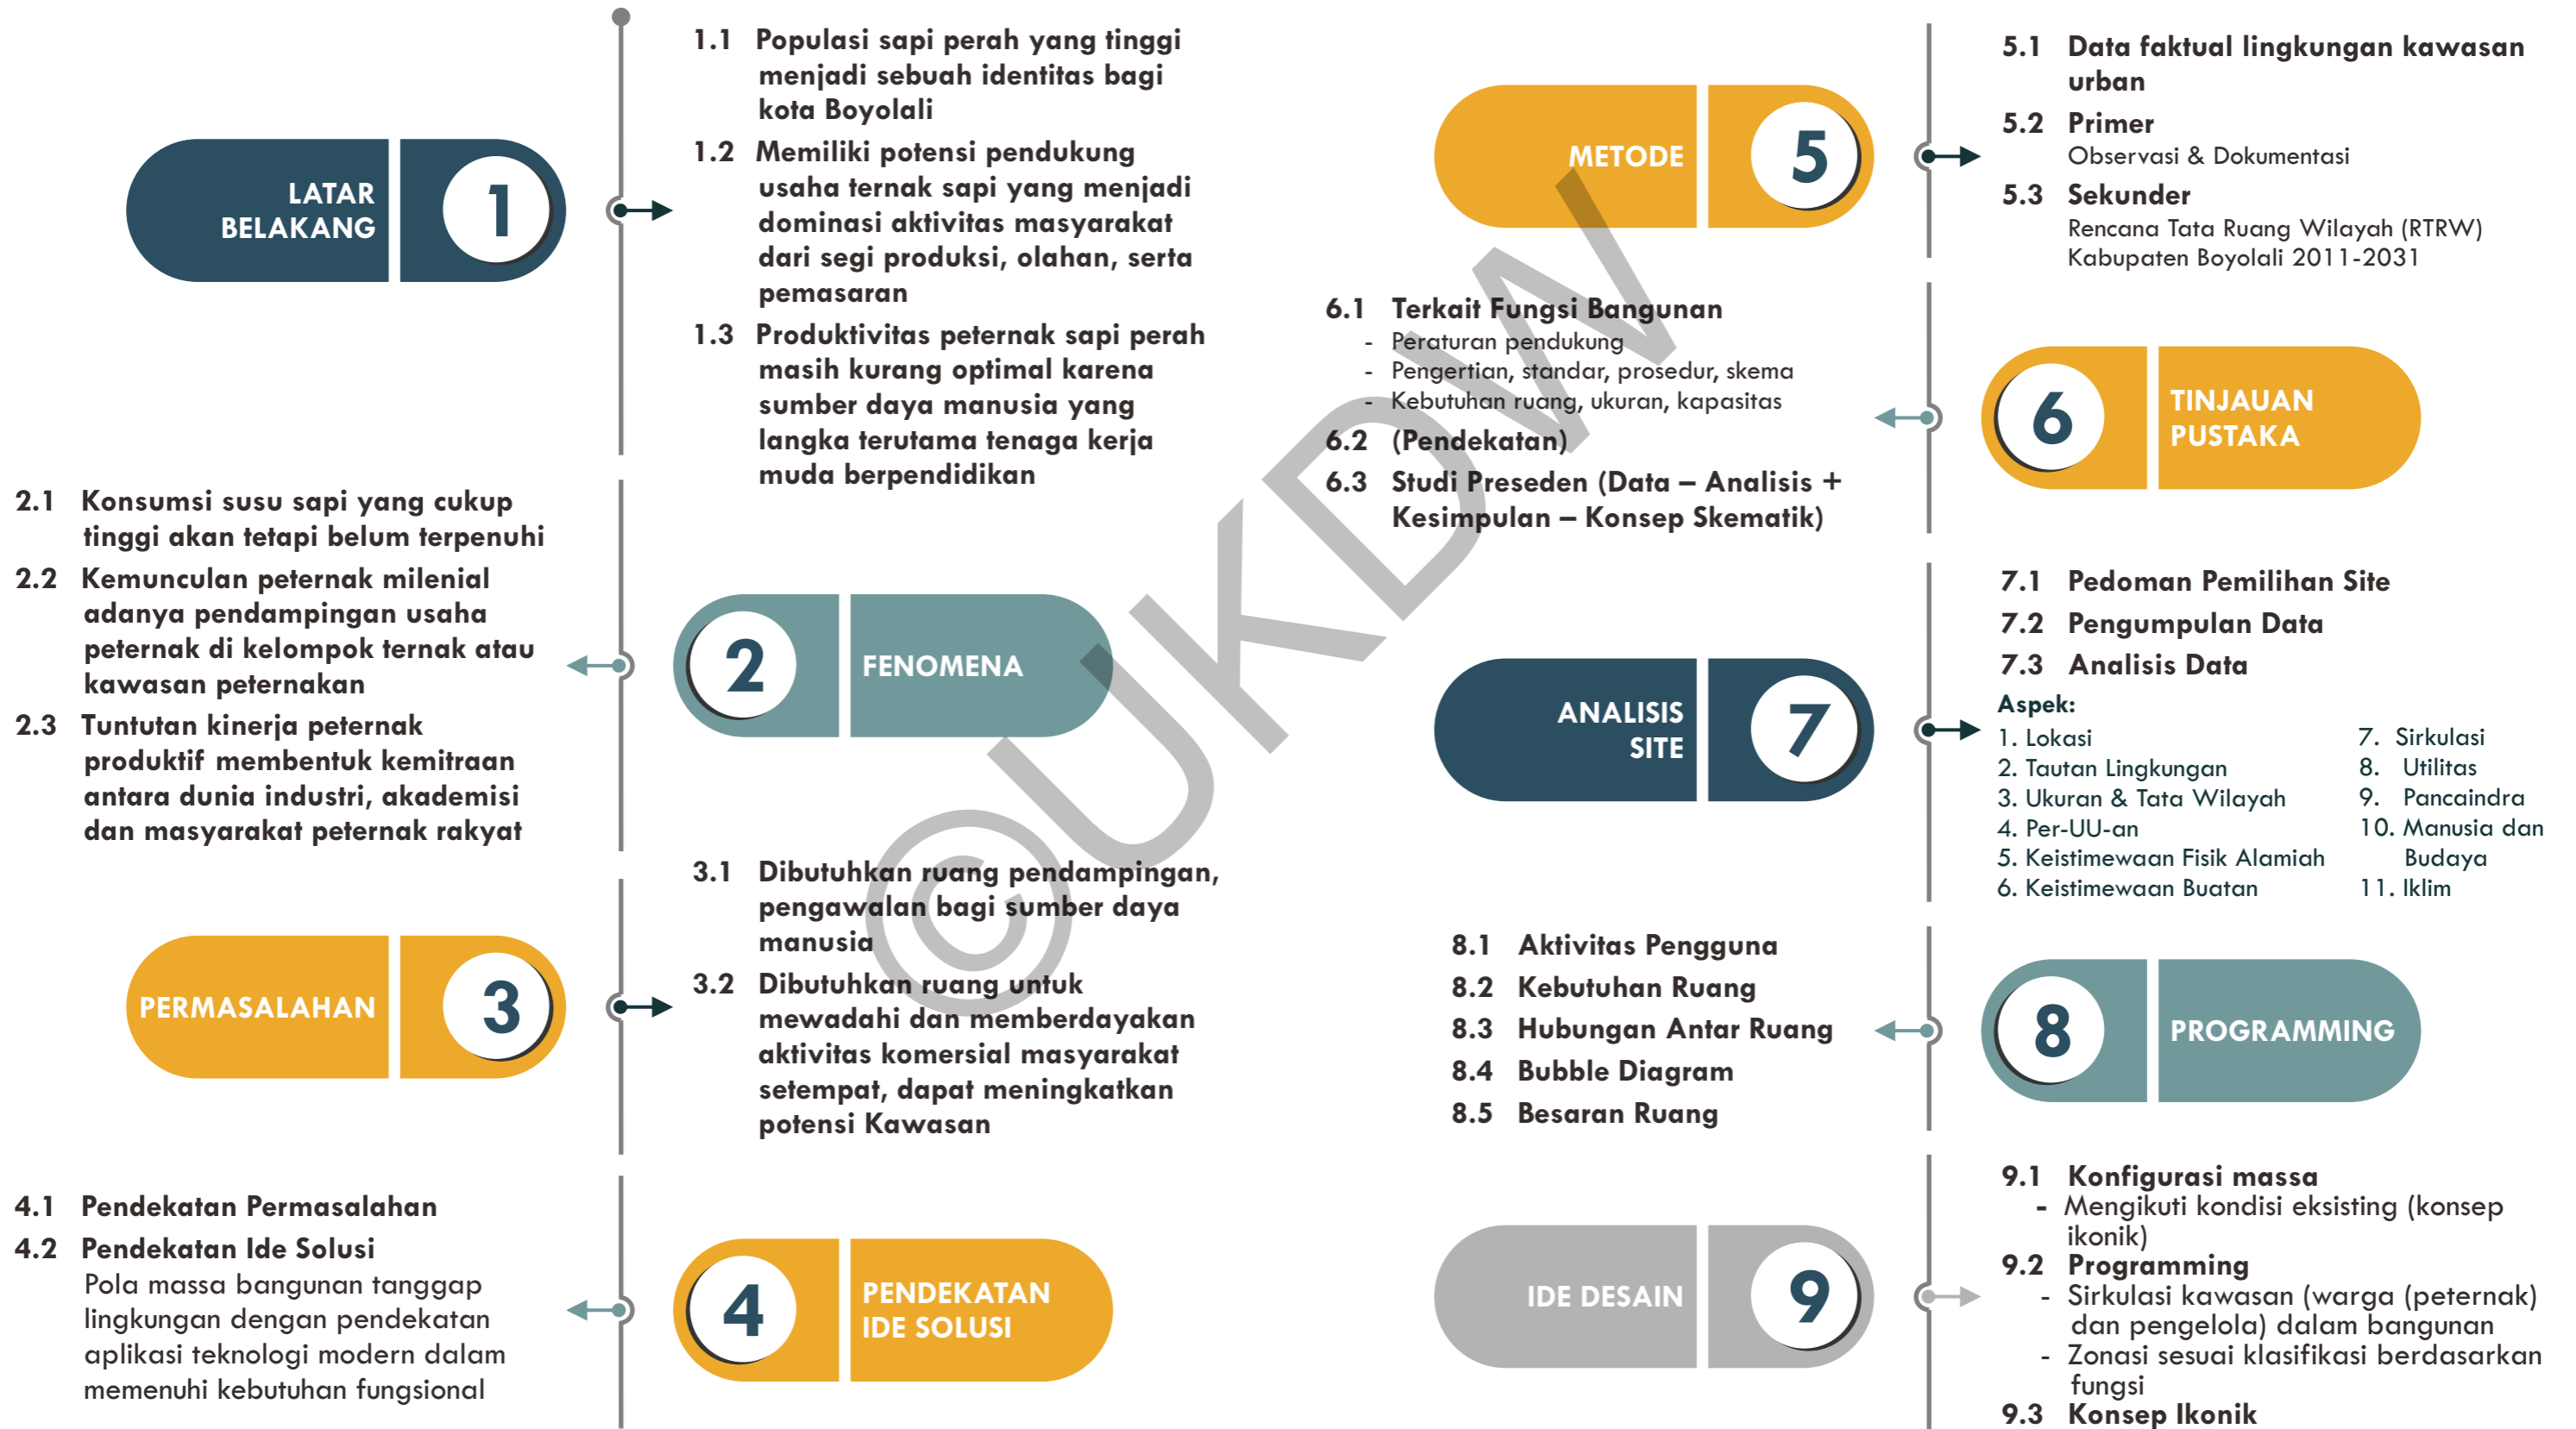 LATAR
BELAKANG
1
1.1 Populasi sapi perah yang tinggi
menjadi sebuah identitas bagi
kota Boyolali
1.2 Memiliki potensi pendukung
usaha ternak sapi yang menjadi
dominasi aktivitas masyarakat
dari segi produksi, olahan, serta
pemasaran
1.3 Produktivitas peternak sapi perah
masih kurang optimal karena
sumber daya manusia yang
langka terutama tenaga kerja
muda berpendidikan
2.1 Konsumsi susu sapi yang cukup
tinggi akan tetapi belum terpenuhi
2.2 Kemunculan peternak milenial
adanya pendampingan usaha
peternak di kelompok ternak atau
kawasan peternakan
2.3 Tuntutan kinerja peternak
produktif membentuk kemitraan
antara dunia industri, akademisi
dan masyarakat peternak rakyat
2
FENOMENA
PERMASALAHAN
3
3.1 Dibutuhkan ruang pendampingan,
pengawalan bagi sumber daya
manusia
3.2 Dibutuhkan ruang untuk
mewadahi dan memberdayakan
aktivitas komersial masyarakat
setempat, dapat meningkatkan
potensi Kawasan
4.1 Pendekatan Permasalahan
4.2 Pendekatan Ide Solusi
Pola massa bangunan tanggap
lingkungan dengan pendekatan
aplikasi teknologi modern dalam
memenuhi kebutuhan fungsional
4
PENDEKATAN
IDE SOLUSI
METODE
5
5.1 Data faktual lingkungan kawasan
urban
5.2 Primer
Observasi & Dokumentasi
5.3 Sekunder
Rencana Tata Ruang Wilayah (RTRW)
Kabupaten Boyolali 2011-2031
6.1 Terkait Fungsi Bangunan
- Peraturan pendukung
- Pengertian, standar, prosedur, skema
- Kebutuhan ruang, ukuran, kapasitas
6.2 (Pendekatan)
6.3 Studi Preseden (Data – Analisis +
Kesimpulan – Konsep Skematik)
6
TINJAUAN
PUSTAKA
ANALISIS
SITE
7
7.1 Pedoman Pemilihan Site
7.2 Pengumpulan Data
7.3 Analisis Data
Aspek:
1. Lokasi
2. Tautan Lingkungan
3. Ukuran & Tata Wilayah
4. Per-UU-an
5. Keistimewaan Fisik Alamiah
6. Keistimewaan Buatan
7. Sirkulasi
8. Utilitas
9. Pancaindra
10. Manusia dan
Budaya
11. Iklim
8.1 Aktivitas Pengguna
8.2 Kebutuhan Ruang
8.3 Hubungan Antar Ruang
8.4 Bubble Diagram
8.5 Besaran Ruang
8
PROGRAMMING
IDE DESAIN
9
9.1 Konfigurasi massa
- Mengikuti kondisi eksisting (konsep
ikonik)
9.2 Programming
- Sirkulasi kawasan (warga (peternak)
dan pengelola) dalam bangunan
- Zonasi sesuai klasifikasi berdasarkan
fungsi
9.3 Konsep Ikonik
©UKDW